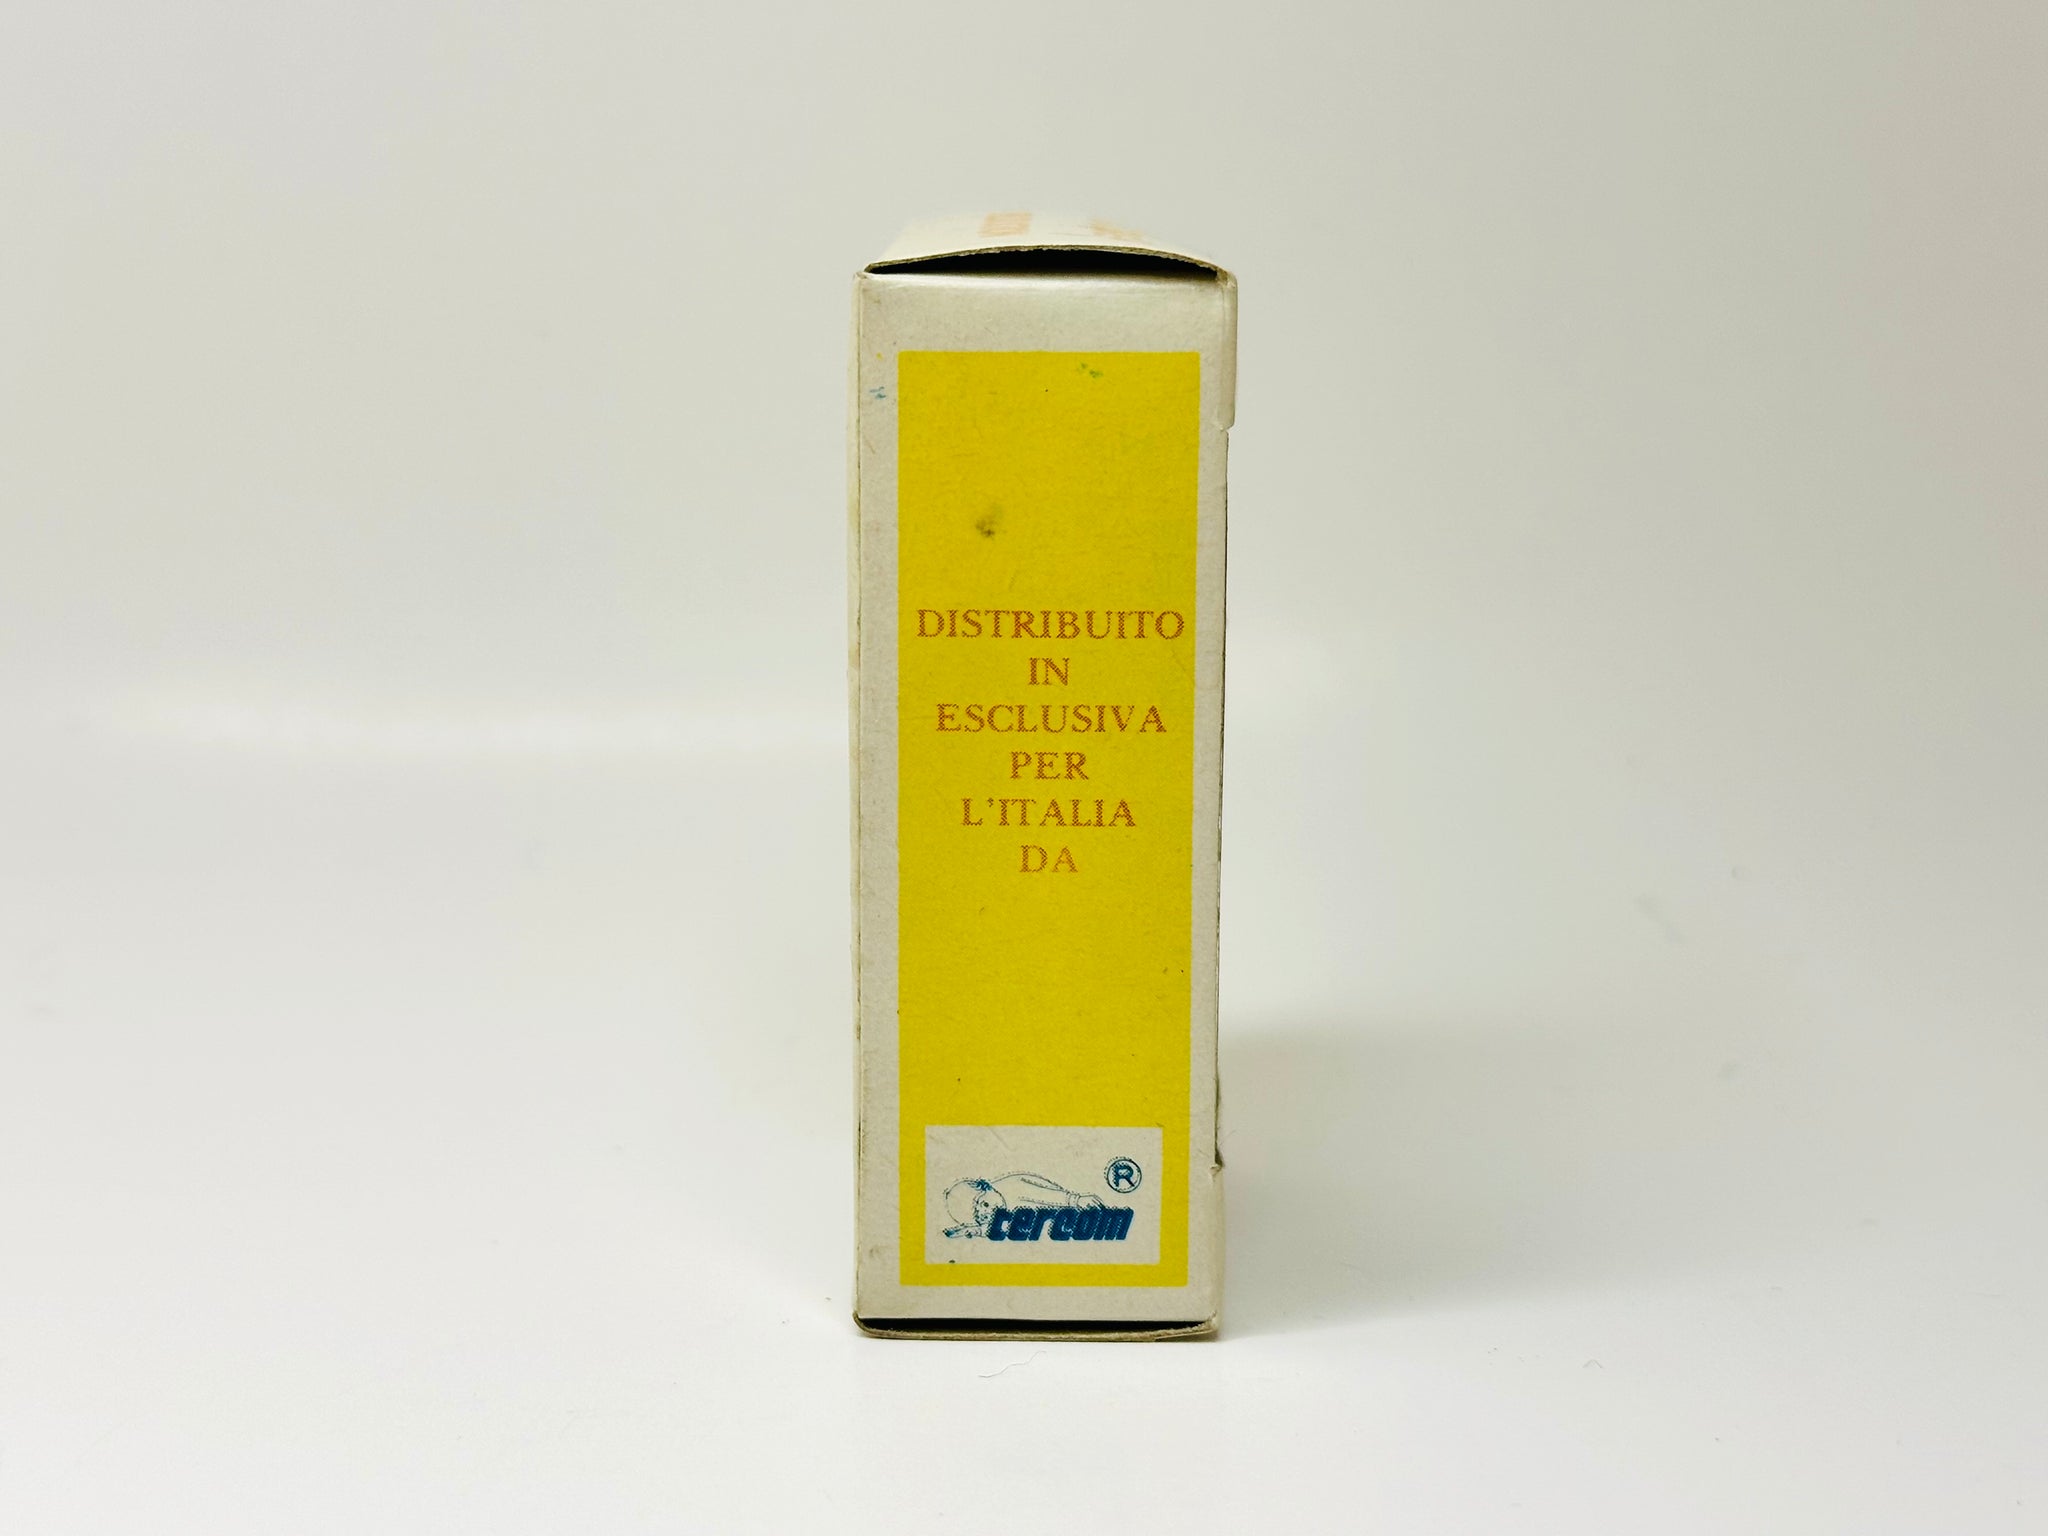 DISTRIBUITO
IN
ESCLUSIVA
PER
L'ITALIA
DA
®
cercom